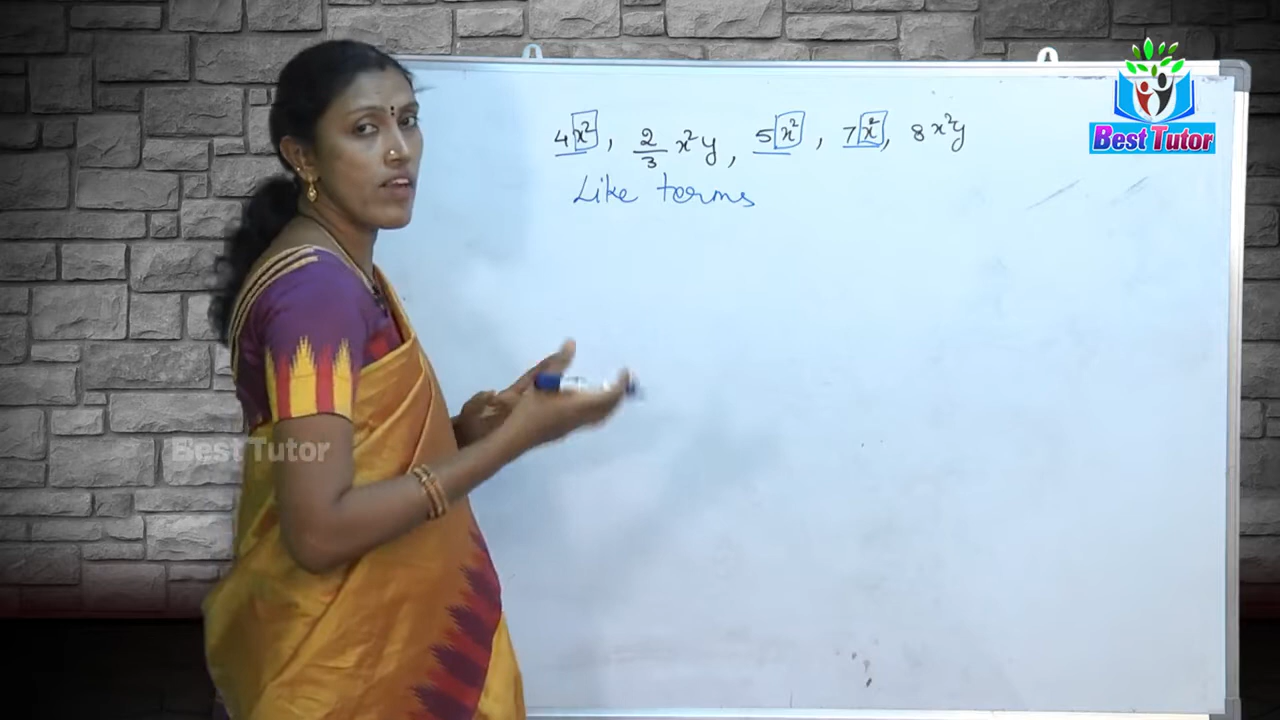 4x², 2/3 x²y, 5x², 7x², 8x²y
Like terms
Best Tutor
Best Tutor